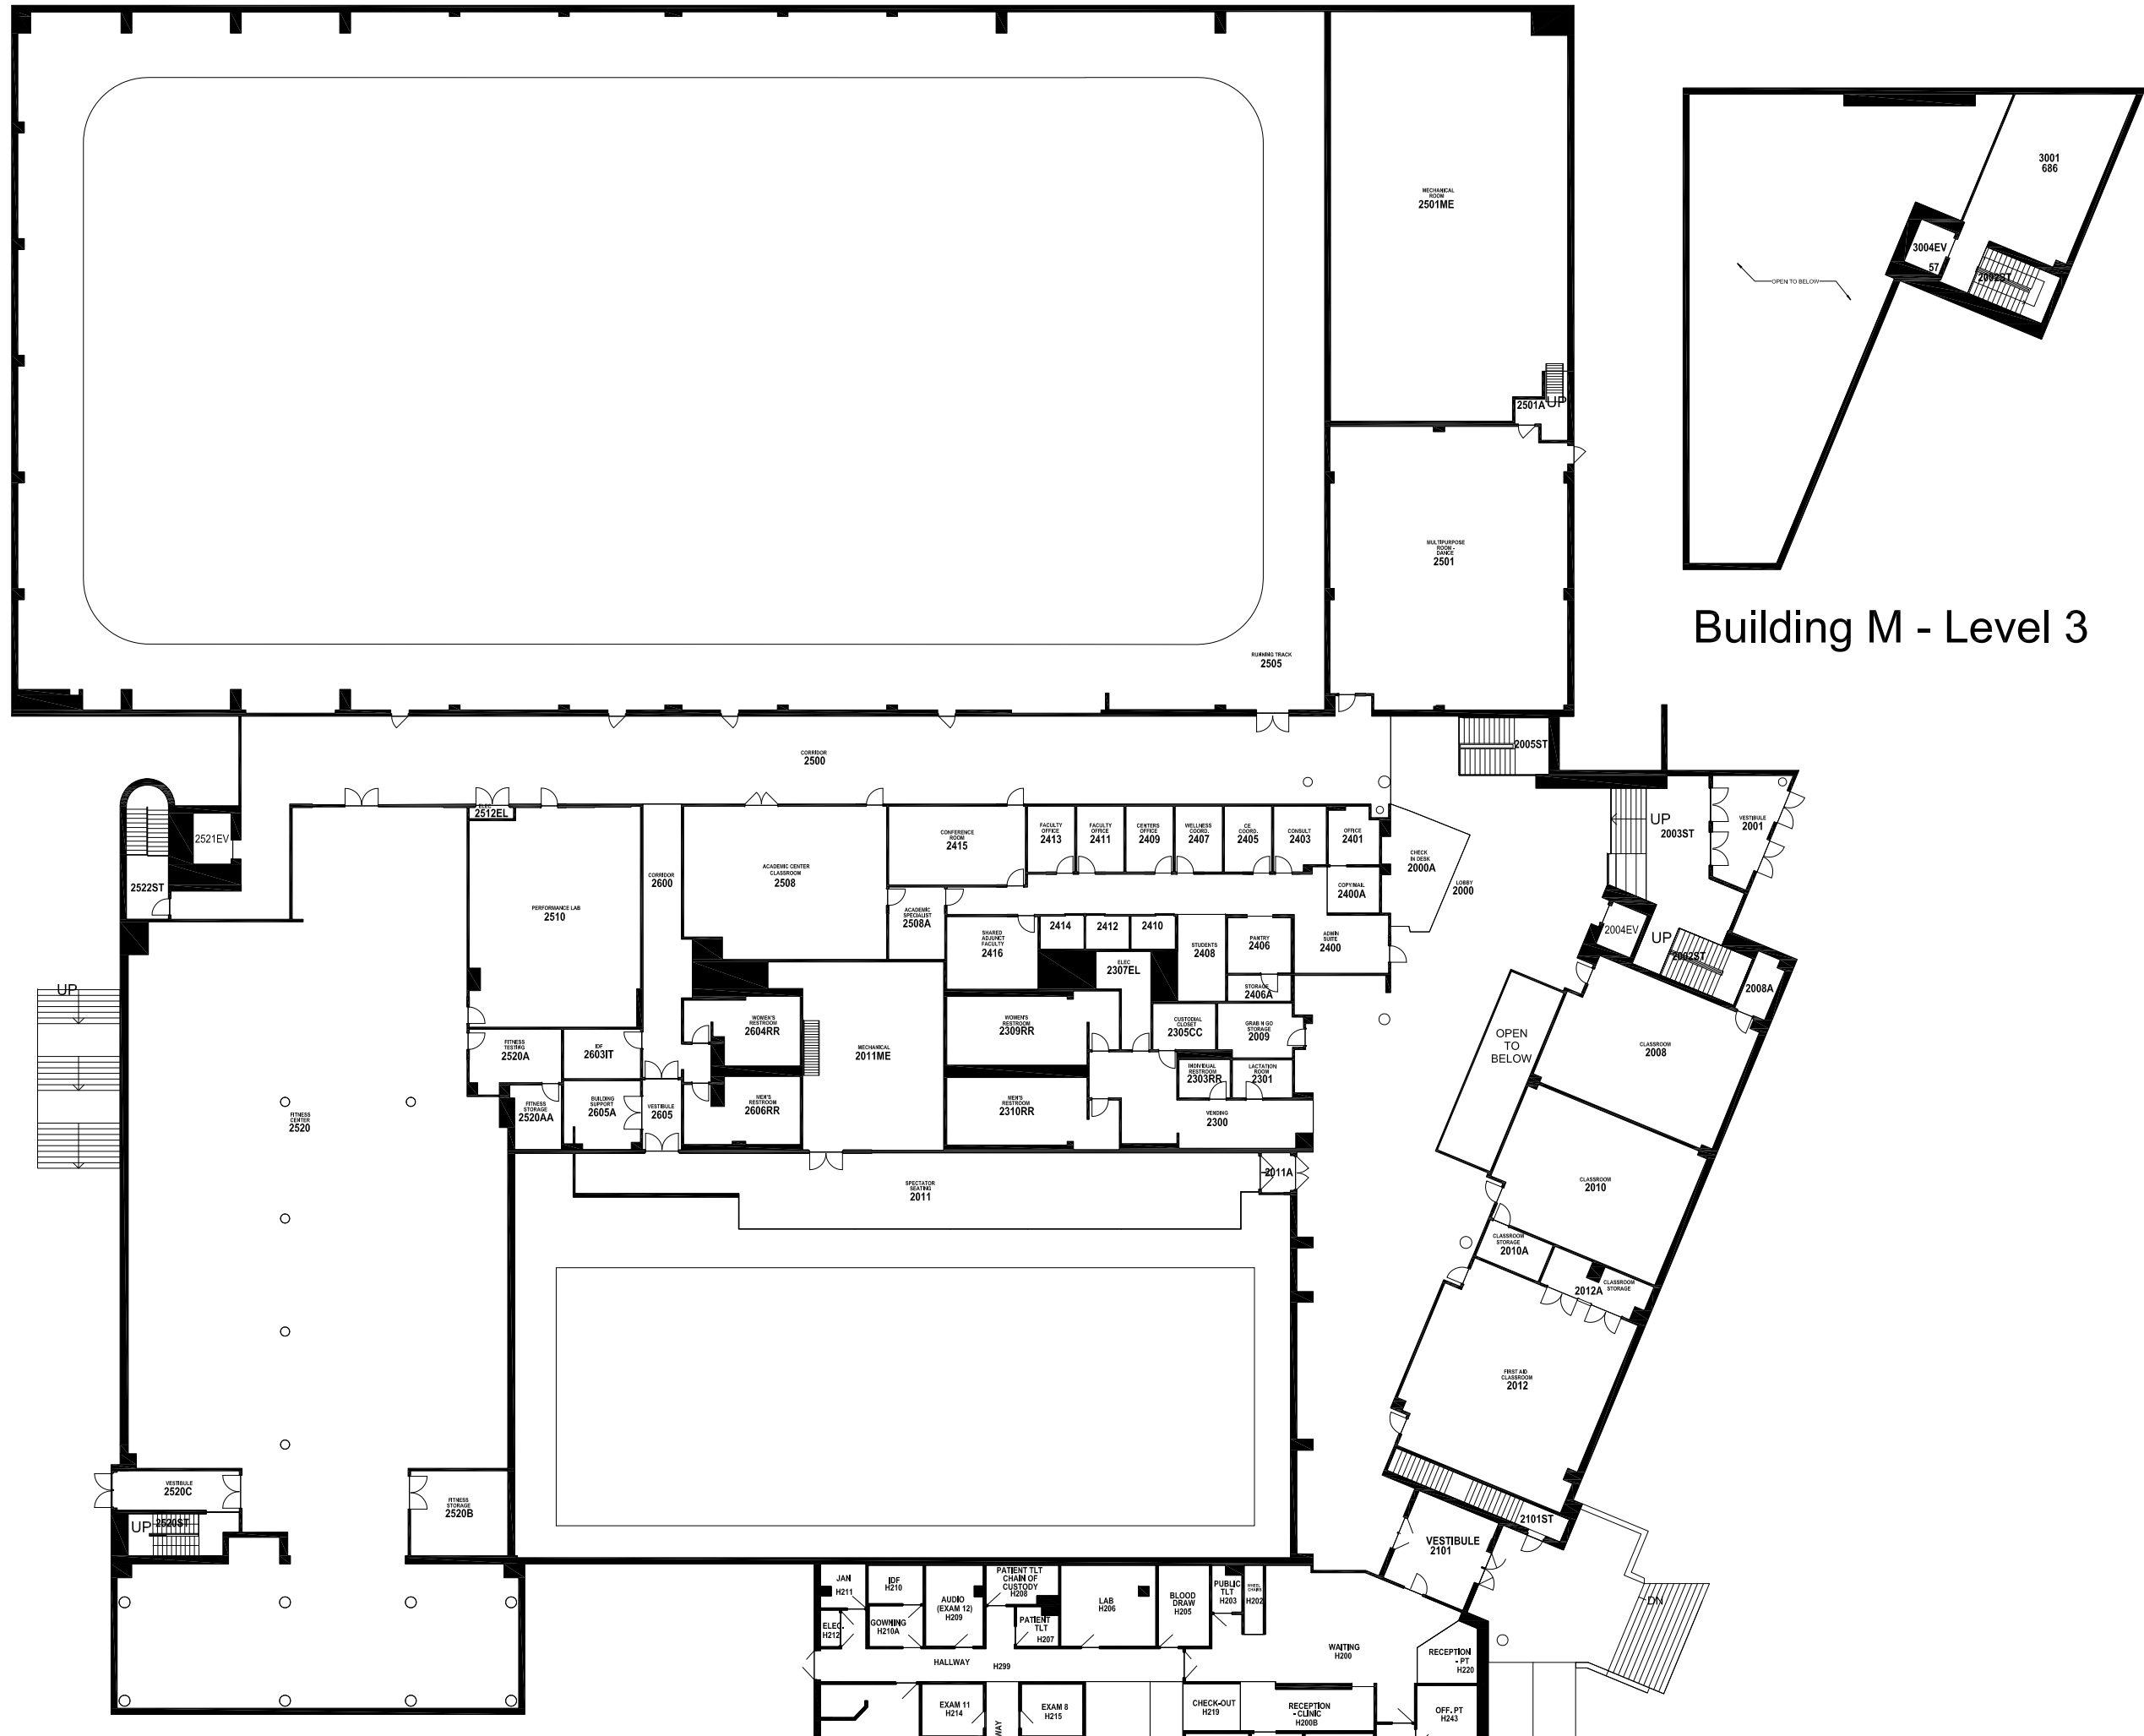 MECHANICAL
ROOM
2501ME
3001
686
3004EV
57
2002ST
OPEN TO BELOW
2501A
UP
MULTIPURPOSE
ROOM -
DANCE
2501
Building M - Level 3
RUNNING TRACK
2505
2005ST
CORRIDOR
2500
UP
2003ST
VESTIBULE
2001
ELEC
2512EL
2521EV
2522ST
CORRIDOR
2600
PERFORMANCE LAB
2510
ACADEMIC CENTER
CLASSROOM
2508
CONFERENCE
ROOM
2415
FACULTY
OFFICE
2413
FACULTY
OFFICE
2411
CENTERS
OFFICE
2409
WELLNESS
COORD.
2407
CE
COORD.
2405
CONSULT
2403
OFFICE
2401
CHECK
IN DESK
2000A
LOBBY
2000
COPY/MAIL
2400A
ACADEMIC
SPECIALIST
2508A
SHARED
ADJUNCT
FACULTY
2416
2414
2412
2410
STUDENTS
2408
PANTRY
2406
ADMIN
SUITE
2400
ELEC
2307EL
STORAGE
2406A
2004EV
UP
2002ST
2008A
UP
OPEN
TO
BELOW
CLASSROOM
2008
WOMEN'S
RESTROOM
2604RR
MECHANICAL
2011ME
WOMEN'S
RESTROOM
2309RR
CUSTODIAL
CLOSET
2305CC
GRAB N GO
STORAGE
2009
FITNESS
TESTING
2520A
IDF
2603IT
INDIVIDUAL
RESTROOM
2303RR
LACTATION
ROOM
2301
FITNESS
CENTER
2520
FITNESS
STORAGE
2520AA
BUILDING
SUPPORT
2605A
VESTIBULE
2605
MEN'S
RESTROOM
2606RR
MEN'S
RESTROOM
2310RR
VENDING
2300
SPECTATOR
SEATING
2011
2011A
CLASSROOM
2010
CLASSROOM
STORAGE
2010A
2012A
CLASSROOM
STORAGE
FIRST AID
CLASSROOM
2012
VESTIBULE
2520C
FITNESS
STORAGE
2520B
UP
2520ST
2101ST
VESTIBULE
2101
DN
JAN
H211
IDF
H210
ELEC.
H212
GOWNING
H210A
AUDIO
(EXAM 12)
H209
PATIENT TLT
CHAIN OF
CUSTODY
H208
PATIENT
TLT
H207
LAB
H206
BLOOD
DRAW
H205
PUBLIC
TLT
H203
WHEEL
CHAIRS
H202
WAITING
H200
RECEPTION
- PT
H220
HALLWAY
H299
EXAM 11
H214
EXAM 8
H215
CHECK-OUT
H219
RECEPTION
- CLINIC
H200B
OFF. PT
H243